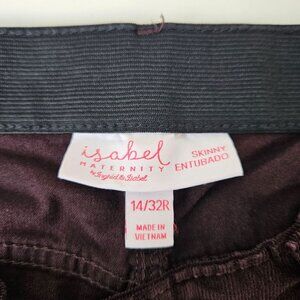 isabel
MATERNITY
by Ingrid & Isabel
SKINNY
ENTUBADO
14/32R
MADE IN
VIETNAM